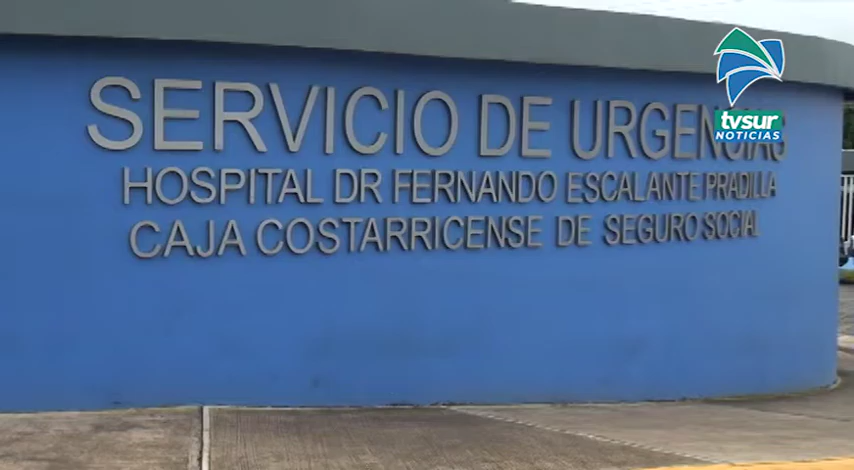 SERVICIO DE URGENCIAS
HOSPITAL DR FERNANDO ESCALANTE PRADILLA
CAJA COSTARRICENSE DE SEGURO SOCIAL
tvsur
NOTICIAS